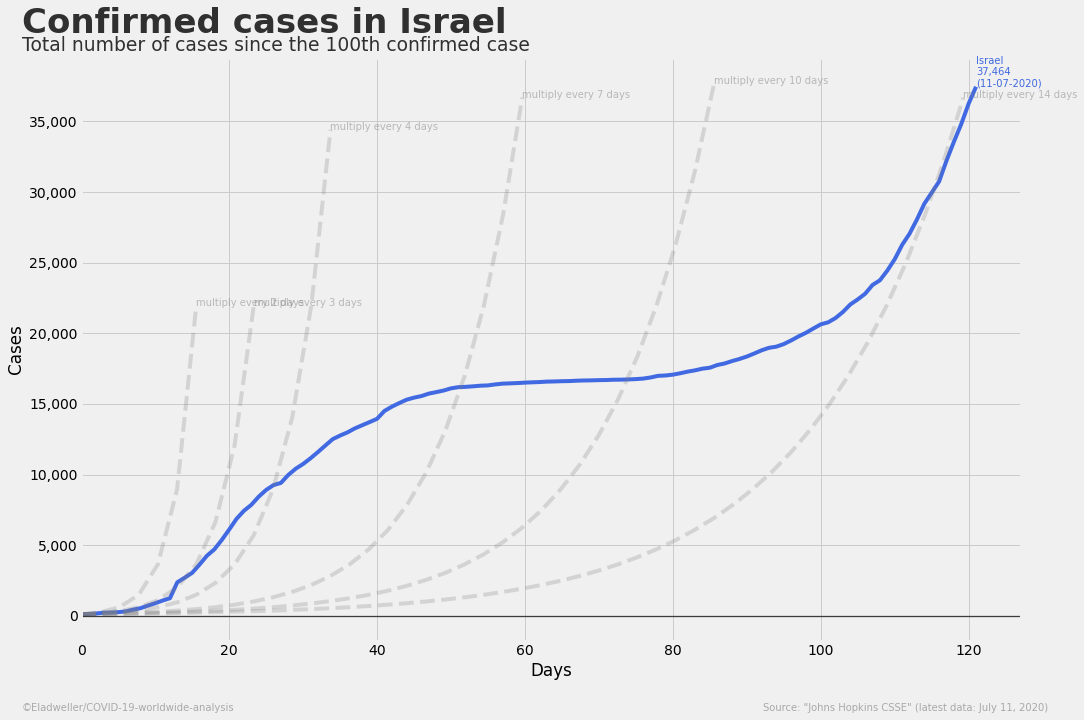 Confirmed cases in Israel
Total number of cases since the 100th confirmed case
Israel
37,464
(11-07-2020)
multiply every 10 days
multiply every 7 days
multiply every 14 days
multiply every 4 days
multiply every 2 days
multiply every 3 days
35,000
30,000
25,000
20,000
15,000
10,000
5,000
0
Cases
0 20 40 60 80 100 120
Days
©Eladweller/COVID-19-worldwide-analysis
Source: "Johns Hopkins CSSE" (latest data: July 11, 2020)